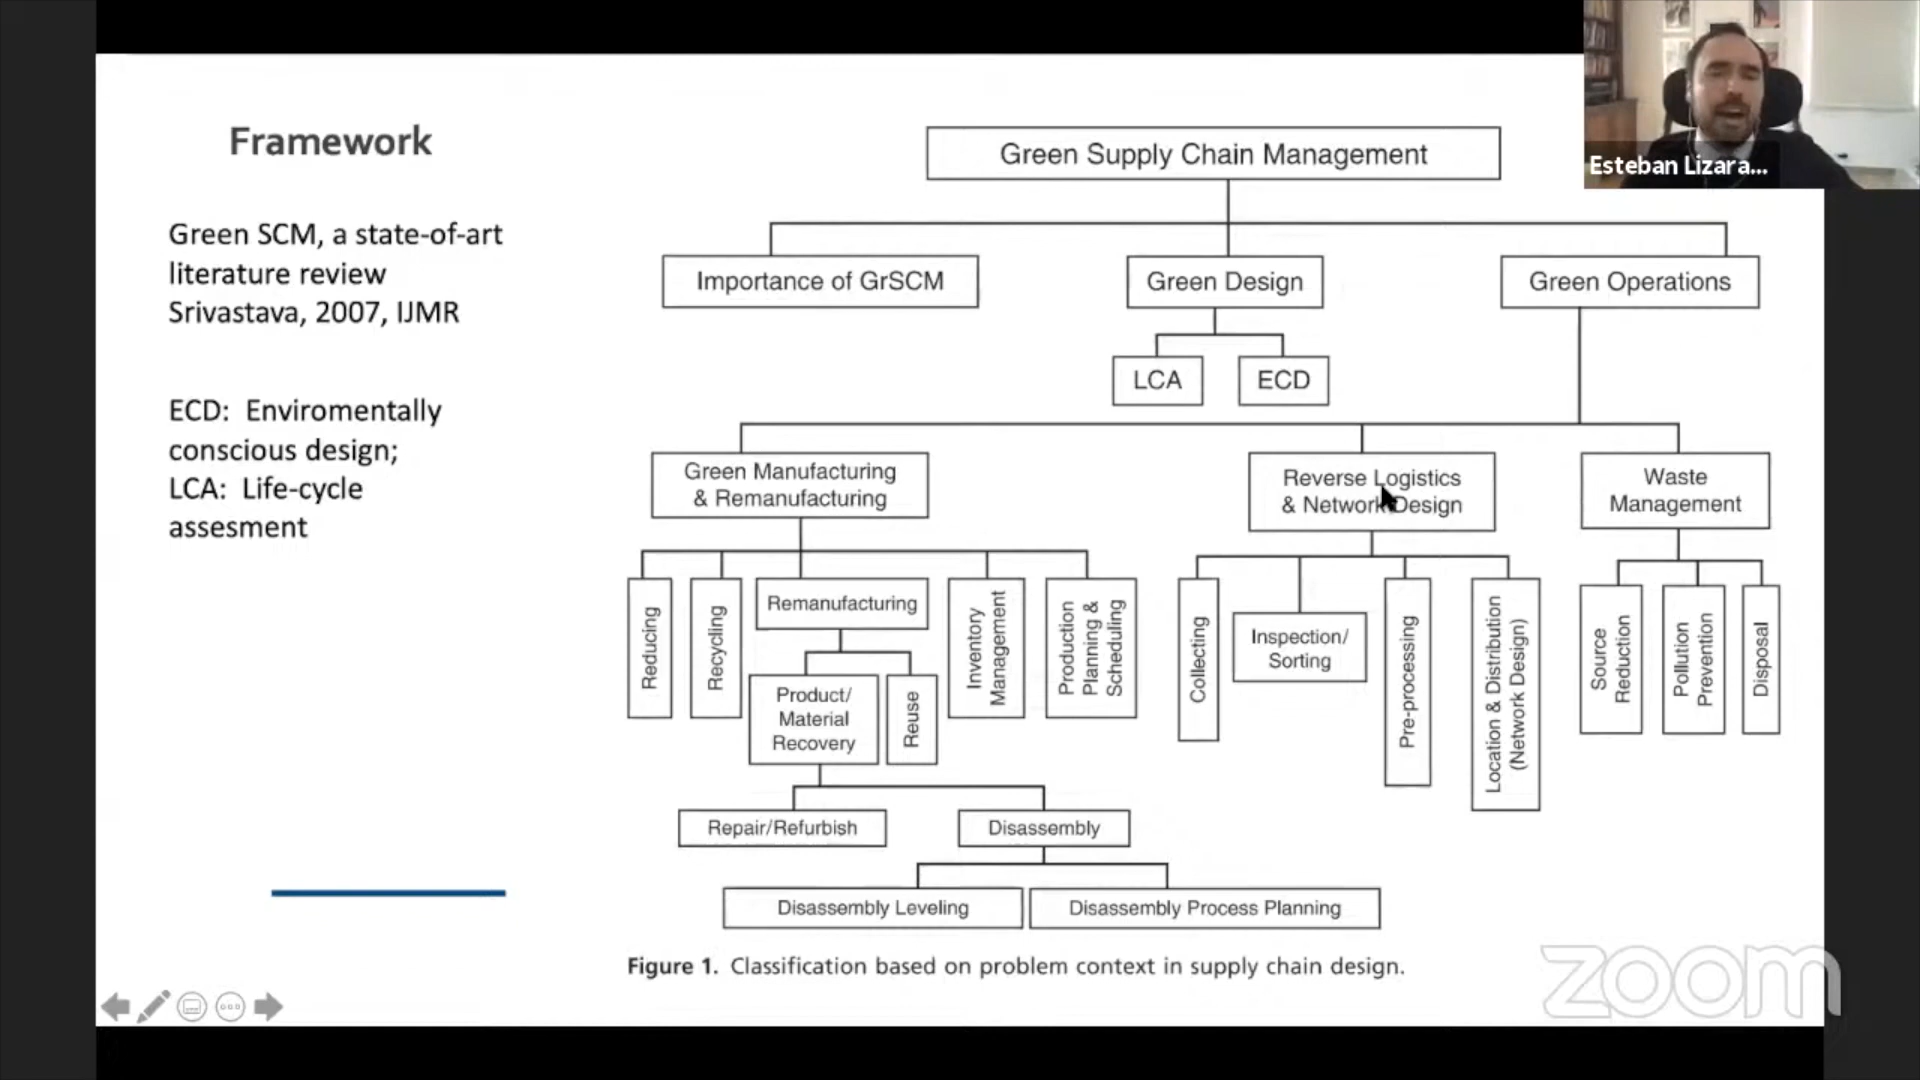 Framework
Green SCM, a state-of-art
literature review
Srivastava, 2007, IJMR
ECD: Enviromentally
conscious design;
LCA: Life-cycle
assesment
Green Supply Chain Management
Importance of GrSCM
Green Design
Green Operations
LCA
ECD
Green Manufacturing
& Remanufacturing
Reverse Logistics
& Network Design
Waste
Management
Reducing
Recycling
Remanufacturing
Product/
Material
Recovery
Reuse
Inventory
Management
Production
Planning &
Scheduling
Collecting
Inspection/
Sorting
Pre-processing
Location & Distribution
(Network Design)
Source
Reduction
Pollution
Prevention
Disposal
Repair/Refurbish
Disassembly
Disassembly Leveling
Disassembly Process Planning
Figure 1. Classification based on problem context in supply chain design.
Esteban Lizara...
zoom